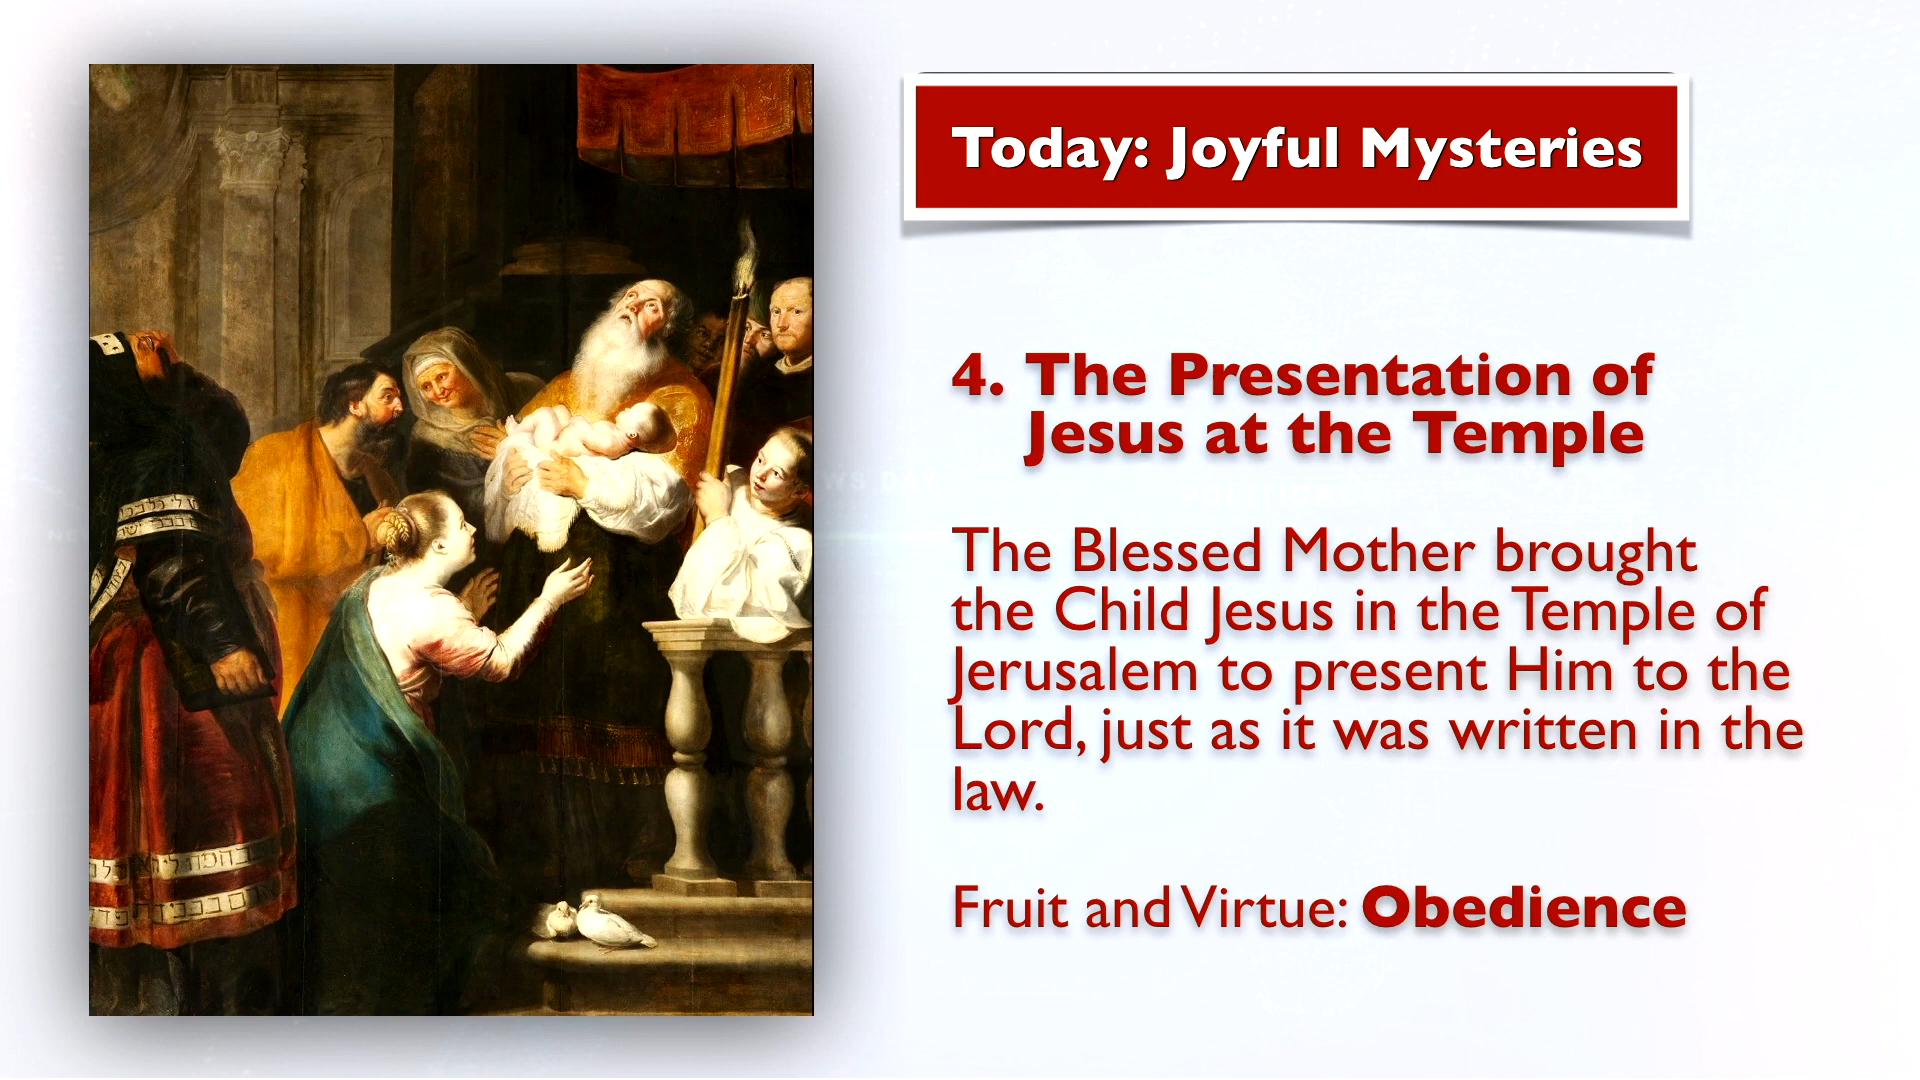 Today: Joyful Mysteries
4. The Presentation of
Jesus at the Temple
The Blessed Mother brought
the Child Jesus in the Temple of
Jerusalem to present Him to the
Lord, just as it was written in the
law.
Fruit and Virtue: Obedience